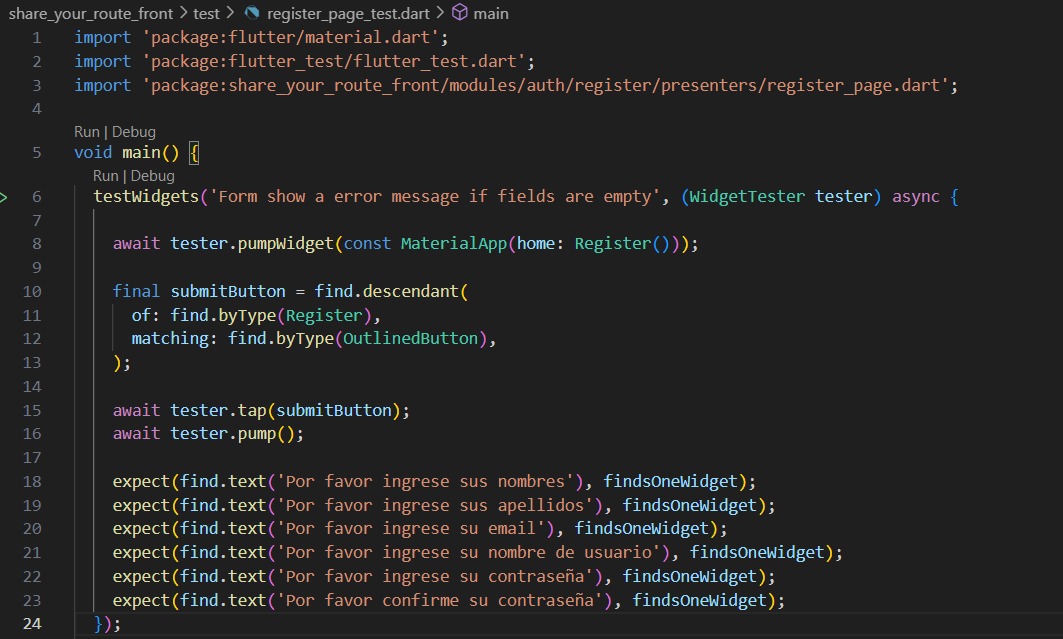 share_your_route_front > test > register_page_test.dart > main
1 import 'package:flutter/material.dart';
2 import 'package:flutter_test/flutter_test.dart';
3 import 'package:share_your_route_front/modules/auth/register/presenters/register_page.dart';
4
Run | Debug
5 void main() {
Run | Debug
6 testWidgets('Form show a error message if fields are empty', (WidgetTester tester) async {
7
8 await tester.pumpWidget(const MaterialApp(home: Register()));
9
10 final submitButton = find.descendant(
11 of: find.byType(Register),
12 matching: find.byType(OutlinedButton),
13 );
14
15 await tester.tap(submitButton);
16 await tester.pump();
17
18 expect(find.text('Por favor ingrese sus nombres'), findsOneWidget);
19 expect(find.text('Por favor ingrese sus apellidos'), findsOneWidget);
20 expect(find.text('Por favor ingrese su email'), findsOneWidget);
21 expect(find.text('Por favor ingrese su nombre de usuario'), findsOneWidget);
22 expect(find.text('Por favor ingrese su contraseña'), findsOneWidget);
23 expect(find.text('Por favor confirme su contraseña'), findsOneWidget);
24 });